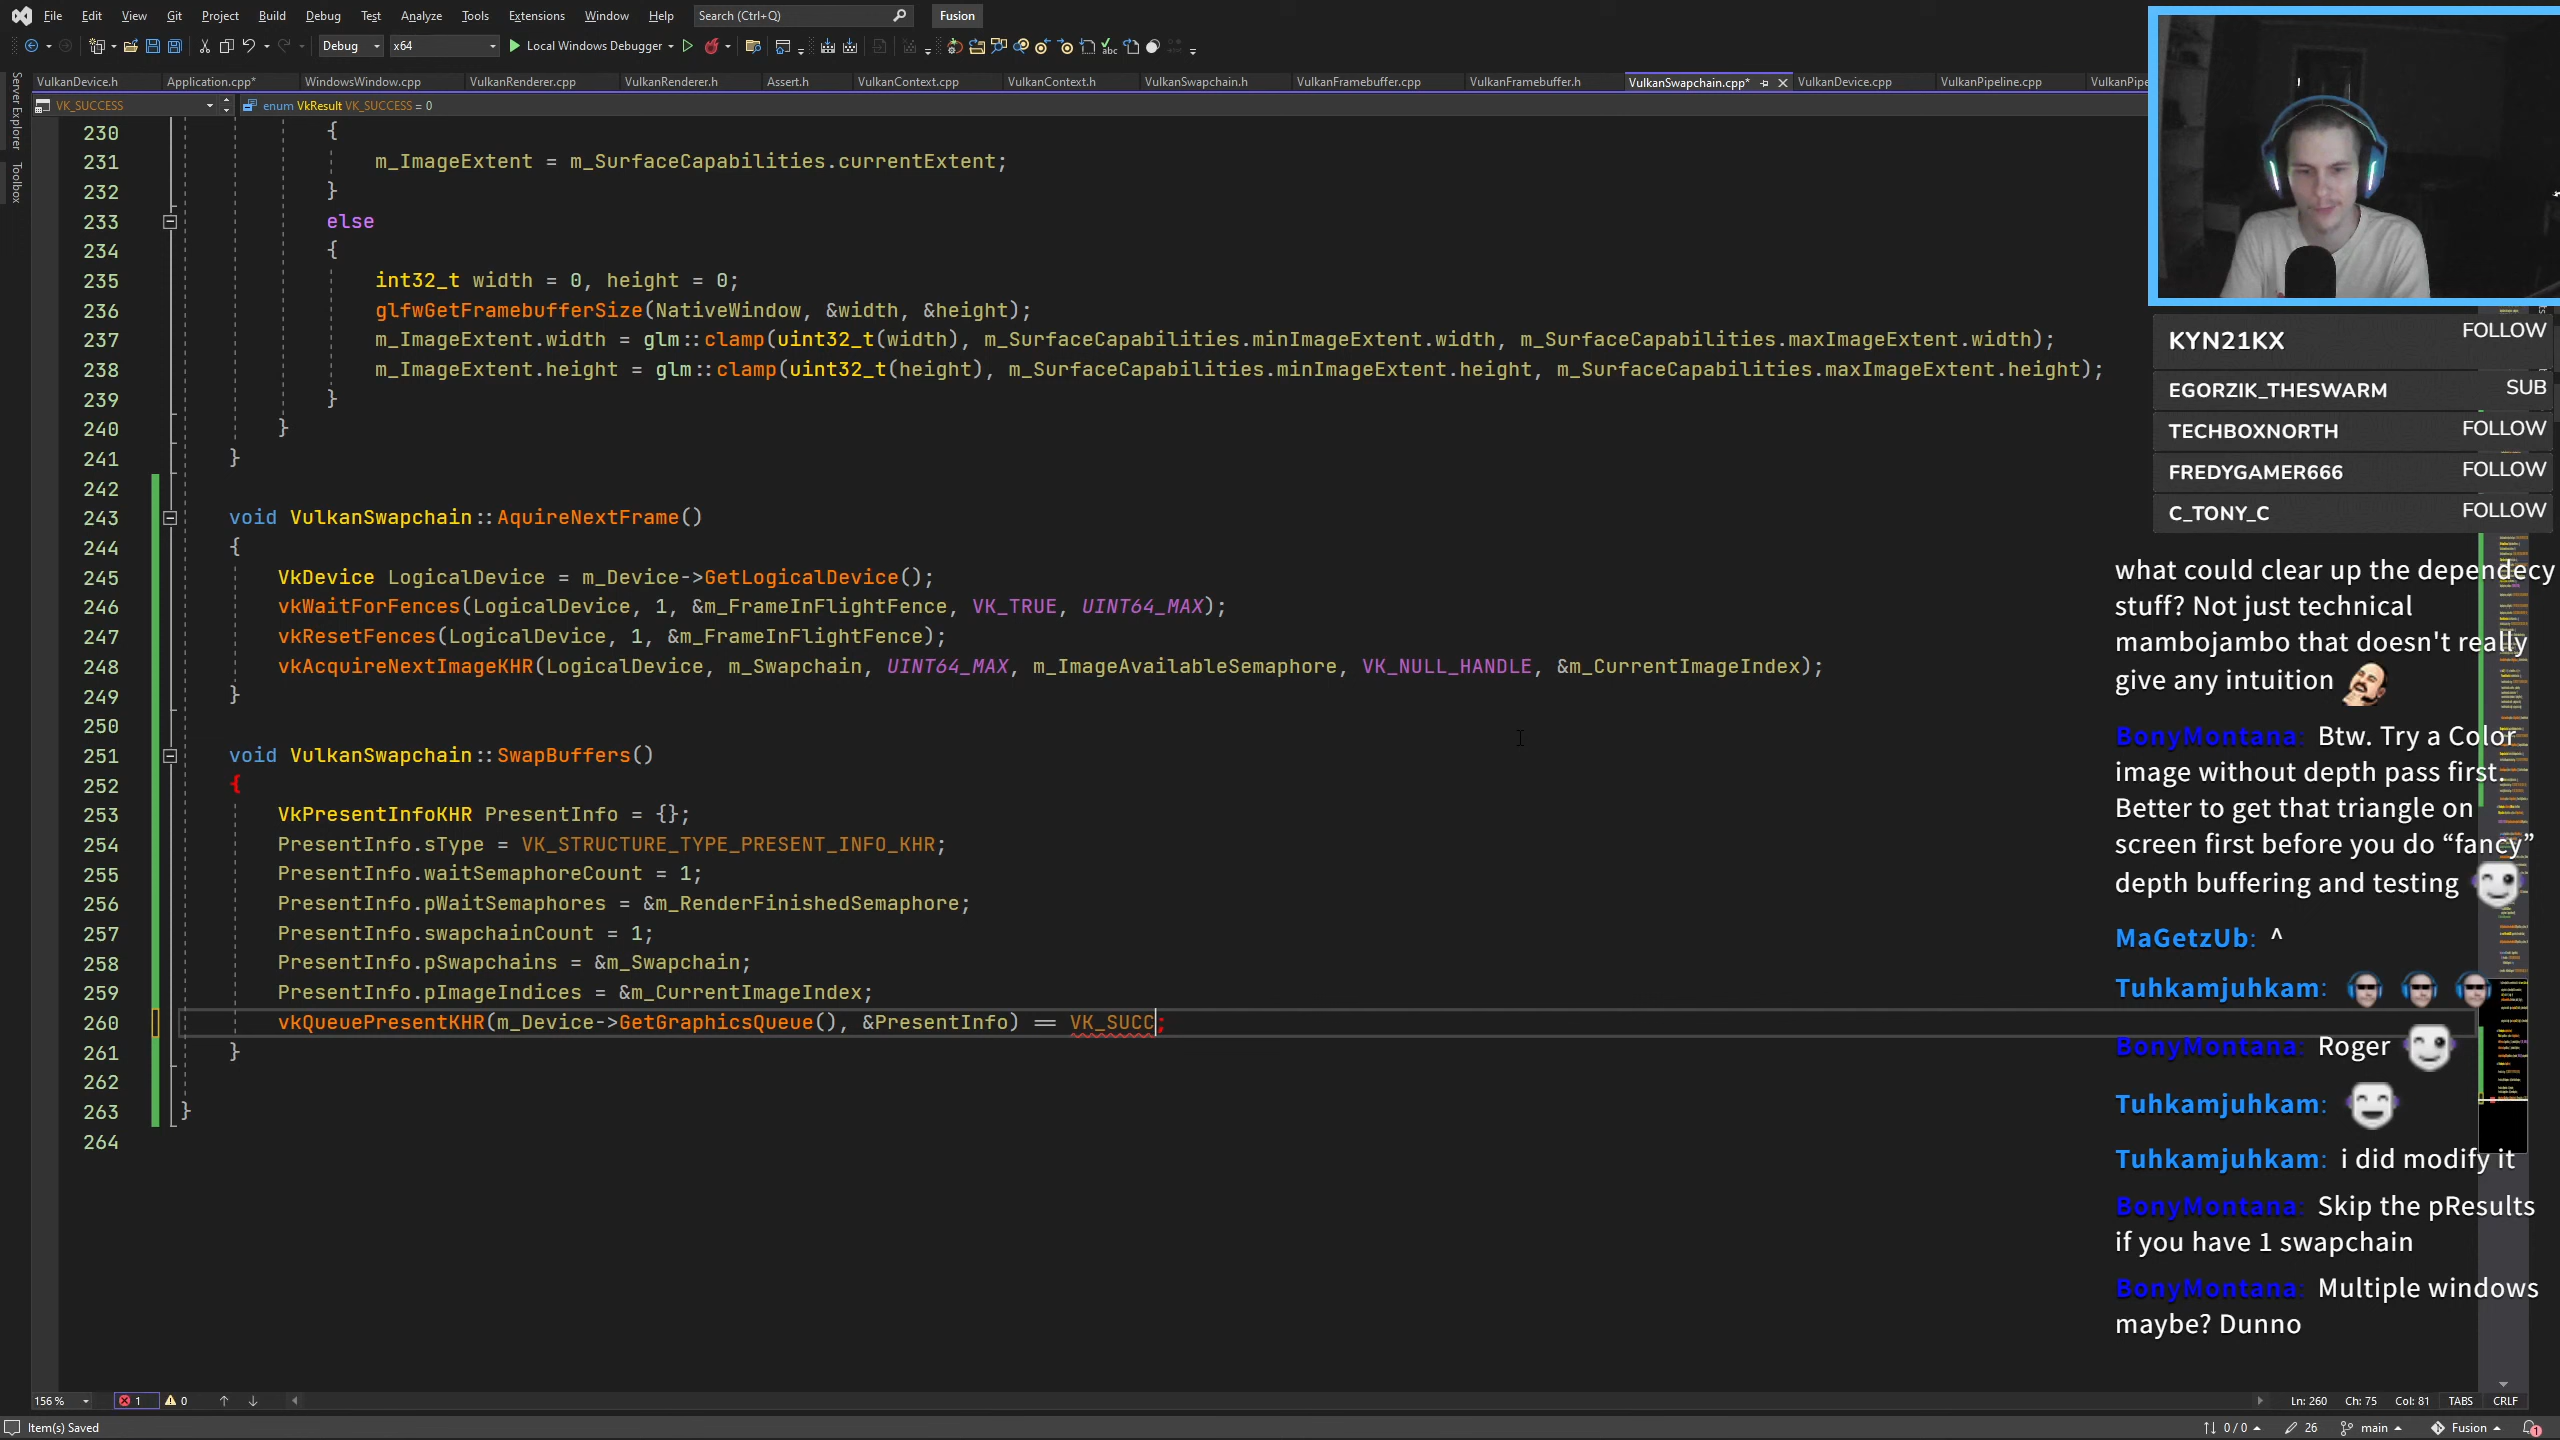 File Edit View Git Project Build Debug Test Analyze Tools Extensions Window Help Search (Ctrl+Q) Fusion
Debug x64 Local Windows Debugger
VulkanDevice.h Application.cpp* WindowsWindow.cpp VulkanRenderer.cpp VulkanRenderer.h Assert.h VulkanContext.cpp VulkanContext.h VulkanSwapchain.h VulkanFramebuffer.cpp VulkanFramebuffer.h VulkanSwapchain.cpp* VulkanDevice.cpp VulkanPipeline.cpp VulkanPipe
VK_SUCCESS enum VkResult VK_SUCCESS = 0
Server Explorer
Toolbox
230 {
231 m_ImageExtent = m_SurfaceCapabilities.currentExtent;
232 }
233 else
234 {
235 int32_t width = 0, height = 0;
236 glfwGetFramebufferSize(NativeWindow, &width, &height);
237 m_ImageExtent.width = glm::clamp(uint32_t(width), m_SurfaceCapabilities.minImageExtent.width, m_SurfaceCapabilities.maxImageExtent.width);
238 m_ImageExtent.height = glm::clamp(uint32_t(height), m_SurfaceCapabilities.minImageExtent.height, m_SurfaceCapabilities.maxImageExtent.height);
239 }
240 }
241 }
242
243 void VulkanSwapchain::AquireNextFrame()
244 {
245 VkDevice LogicalDevice = m_Device->GetLogicalDevice();
246 vkWaitForFences(LogicalDevice, 1, &m_FrameInFlightFence, VK_TRUE, UINT64_MAX);
247 vkResetFences(LogicalDevice, 1, &m_FrameInFlightFence);
248 vkAcquireNextImageKHR(LogicalDevice, m_Swapchain, UINT64_MAX, m_ImageAvailableSemaphore, VK_NULL_HANDLE, &m_CurrentImageIndex);
249 }
250
251 void VulkanSwapchain::SwapBuffers()
252 {
253 VkPresentInfoKHR PresentInfo = {};
254 PresentInfo.sType = VK_STRUCTURE_TYPE_PRESENT_INFO_KHR;
255 PresentInfo.waitSemaphoreCount = 1;
256 PresentInfo.pWaitSemaphores = &m_RenderFinishedSemaphore;
257 PresentInfo.swapchainCount = 1;
258 PresentInfo.pSwapchains = &m_Swapchain;
259 PresentInfo.pImageIndices = &m_CurrentImageIndex;
260 vkQueuePresentKHR(m_Device->GetGraphicsQueue(), &PresentInfo) == VK_SUCC;
261 }
262
263 }
264
KYN21KX FOLLOW
EGORZIK_THESWARM SUB
TECHBOXNORTH FOLLOW
FREDYGAMER666 FOLLOW
C_TONY_C FOLLOW
what could clear up the dependecy
stuff? Not just technical
mambojambo that doesn't really
give any intuition
BonyMontana: Btw. Try a Color
image without depth pass first.
Better to get that triangle on
screen first before you do “fancy”
depth buffering and testing
MaGetzUb: ^
Tuhkamjuhkam:
BonyMontana: Roger
Tuhkamjuhkam:
Tuhkamjuhkam: i did modify it
BonyMontana: Skip the pResults
if you have 1 swapchain
BonyMontana: Multiple windows
maybe? Dunno
156 % 1 0 Ln: 260 Ch: 75 Col: 81 TABS CRLF
Item(s) Saved 0 / 0 26 main Fusion 1